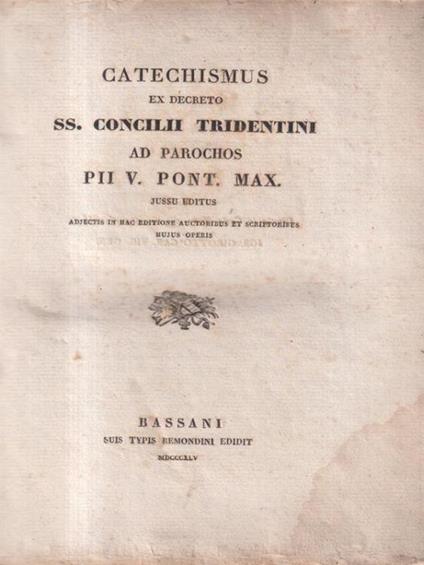 CATECHISMUS
EX DECRETO
SS. CONCILII TRIDENTINI
AD PAROCHOS
PII V. PONT. MAX.
JUSSU EDITUS
ADJECTIS IN HAC EDITIONE AUCTORIBUS ET SCRIPTORIBUS
HUJUS OPERIS
BASSANI
SUIS TYPIS REMONDINI EDIDIT
MDCCCXLV